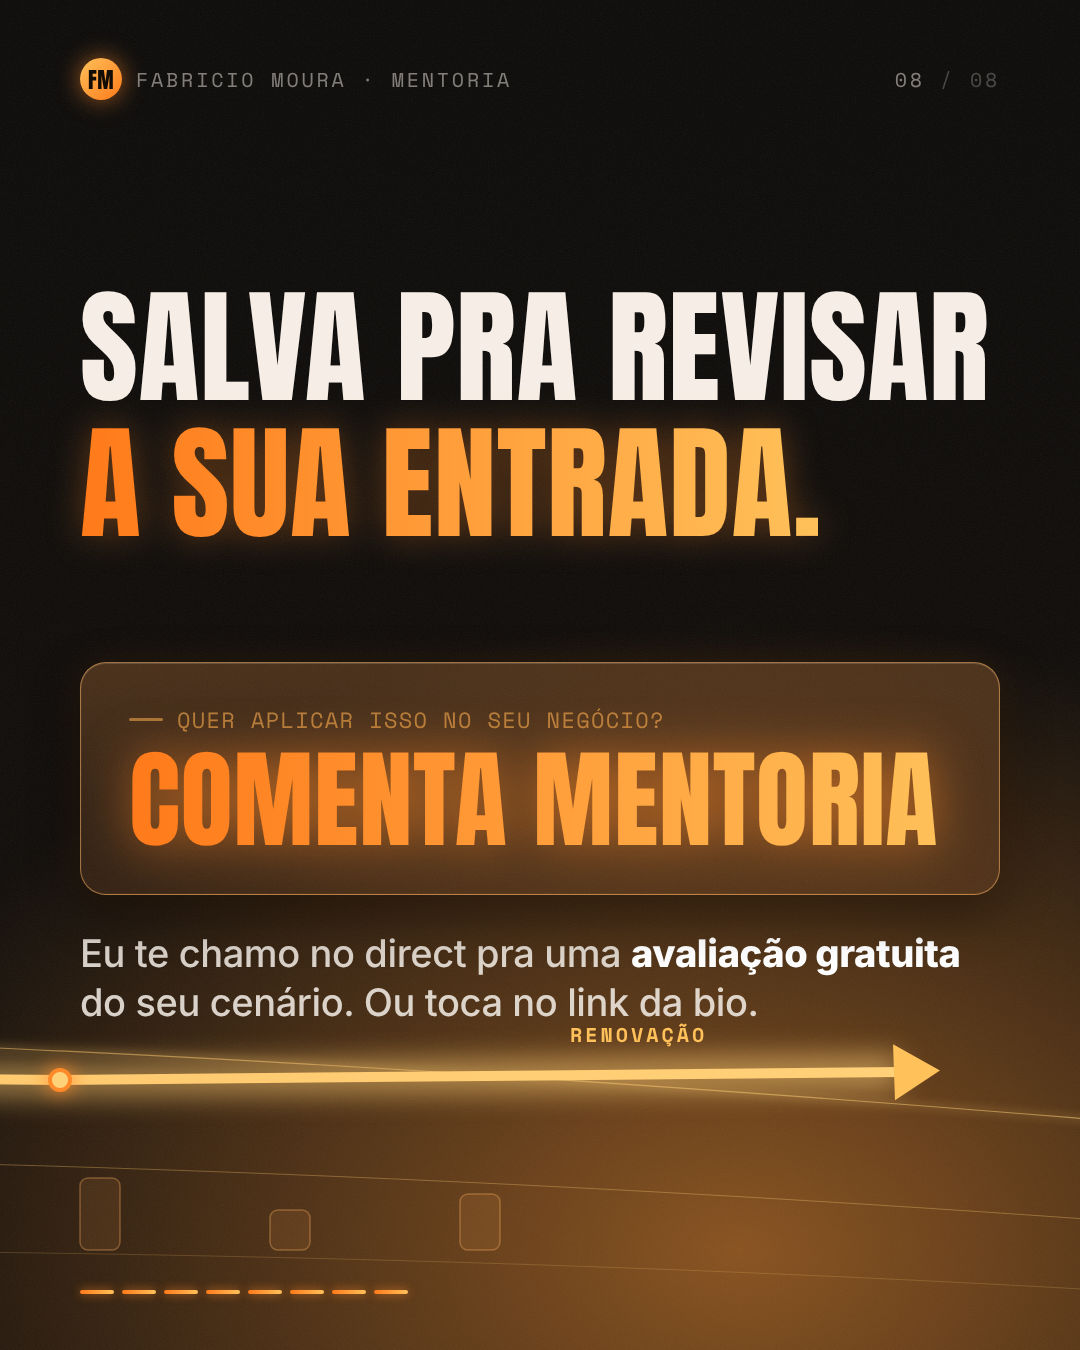 FM FABRICIO MOURA · MENTORIA
08 / 08
SALVA PRA REVISAR
A SUA ENTRADA.
QUER APLICAR ISSO NO SEU NEGÓCIO?
COMENTA MENTORIA
Eu te chamo no direct pra uma avaliação gratuita
do seu cenário. Ou toca no link da bio.
RENOVAÇÃO